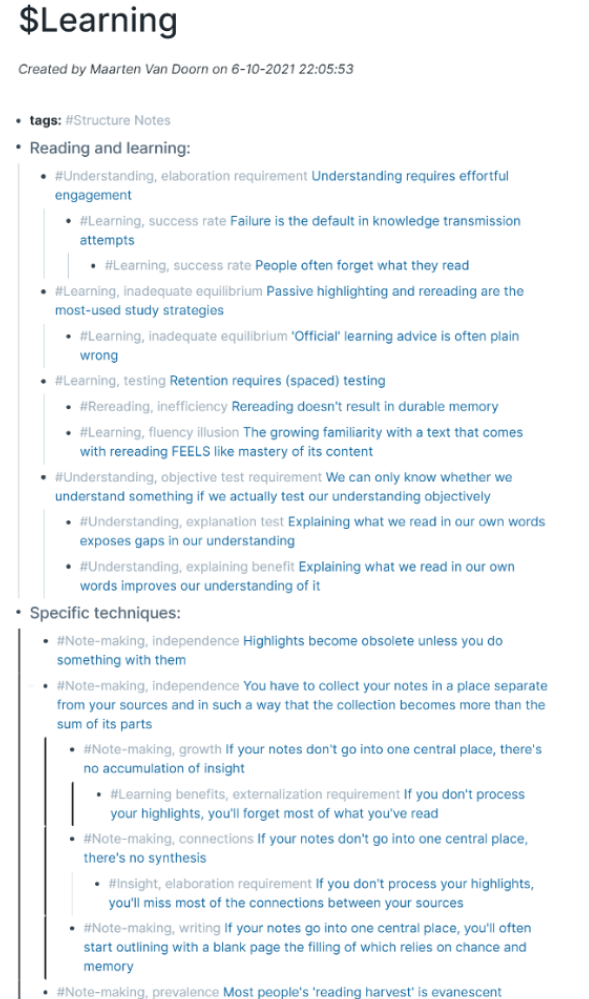 $Learning
Created by Maarten Van Doorn on 6-10-2021 22:05:53
tags: #Structure Notes
Reading and learning:
#Understanding, elaboration requirement Understanding requires effortful
engagement
#Learning, success rate Failure is the default in knowledge transmission
attempts
#Learning, success rate People often forget what they read
#Learning, inadequate equilibrium Passive highlighting and rereading are the
most-used study strategies
#Learning, inadequate equilibrium 'Official' learning advice is often plain
wrong
#Learning, testing Retention requires (spaced) testing
#Rereading, inefficiency Rereading doesn't result in durable memory
#Learning, fluency illusion The growing familiarity with a text that comes
with rereading FEELS like mastery of its content
#Understanding, objective test requirement We can only know whether we
understand something if we actually test our understanding objectively
#Understanding, explanation test Explaining what we read in our own words
exposes gaps in our understanding
#Understanding, explaining benefit Explaining what we read in our own
words improves our understanding of it
Specific techniques:
#Note-making, independence Highlights become obsolete unless you do
something with them
#Note-making, independence You have to collect your notes in a place separate
from your sources and in such a way that the collection becomes more than the
sum of its parts
#Note-making, growth If your notes don't go into one central place, there's
no accumulation of insight
#Learning benefits, externalization requirement If you don't process
your highlights, you'll forget most of what you've read
#Note-making, connections If your notes don't go into one central place,
there's no synthesis
#Insight, elaboration requirement If you don't process your highlights,
you'll miss most of the connections between your sources
#Note-making, writing If your notes go into one central place, you'll often
start outlining with a blank page the filling of which relies on chance and
memory
#Note-making, prevalence Most people's 'reading harvest' is evanescent